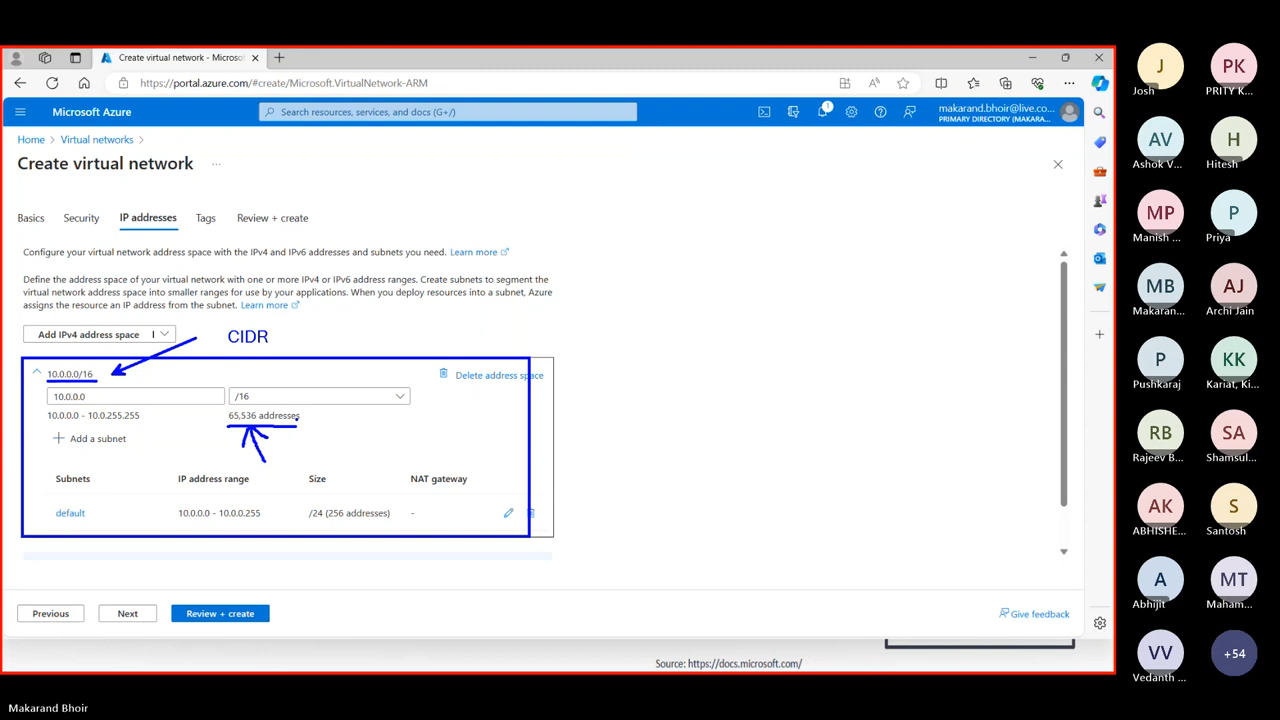 Create virtual network - Microsof
https://portal.azure.com/#create/Microsoft.VirtualNetwork-ARM
Microsoft Azure
Search resources, services, and docs (G+/)
1
makarand.bhoir@live.co...
PRIMARY DIRECTORY (MAKARA...
Home > Virtual networks >
Create virtual network ...
Basics Security IP addresses Tags Review + create
Configure your virtual network address space with the IPv4 and IPv6 addresses and subnets you need. Learn more
Define the address space of your virtual network with one or more IPv4 or IPv6 address ranges. Create subnets to segment the
virtual network address space into smaller ranges for use by your applications. When you deploy resources into a subnet, Azure
assigns the resource an IP address from the subnet. Learn more
Add IPv4 address space
CIDR
10.0.0.0/16
Delete address space
10.0.0.0 /16
10.0.0.0 - 10.0.255.255 65,536 addresses
+ Add a subnet
Subnets IP address range Size NAT gateway
default 10.0.0.0 - 10.0.0.255 /24 (256 addresses) -
Previous Next Review + create
Give feedback
Source: https://docs.microsoft.com/
J PK
Josh PRITY K...
AV H
Ashok V... Hitesh
MP P
Manish ... Priya
MB AJ
Makaran... Archi Jain
P KK
Pushkaraj Kariat, Ki...
RB SA
Rajeev B... Shamsul...
AK S
ABHISHE... Santosh
A MT
Abhijit Maham...
VV +54
Vedanth ...
Makarand Bhoir